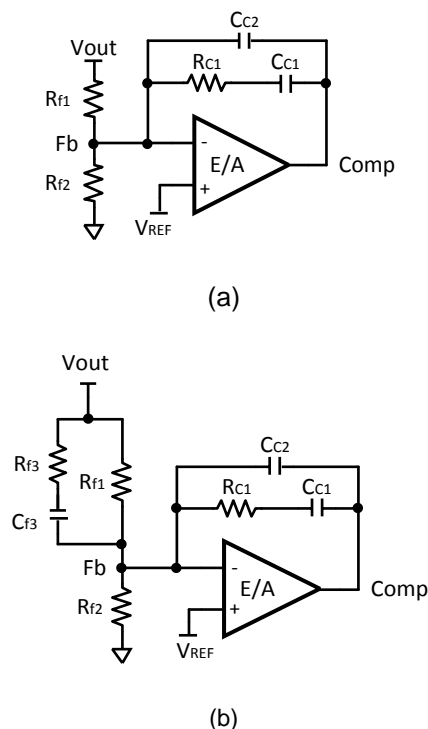 Vout
Rf1
Fb
Rf2
CC2
RC1
CC1
-
E/A
+
VREF
Comp
(a)
Vout
Rf3
Rf1
Cf3
Fb
Rf2
CC2
RC1
CC1
-
E/A
+
VREF
Comp
(b)